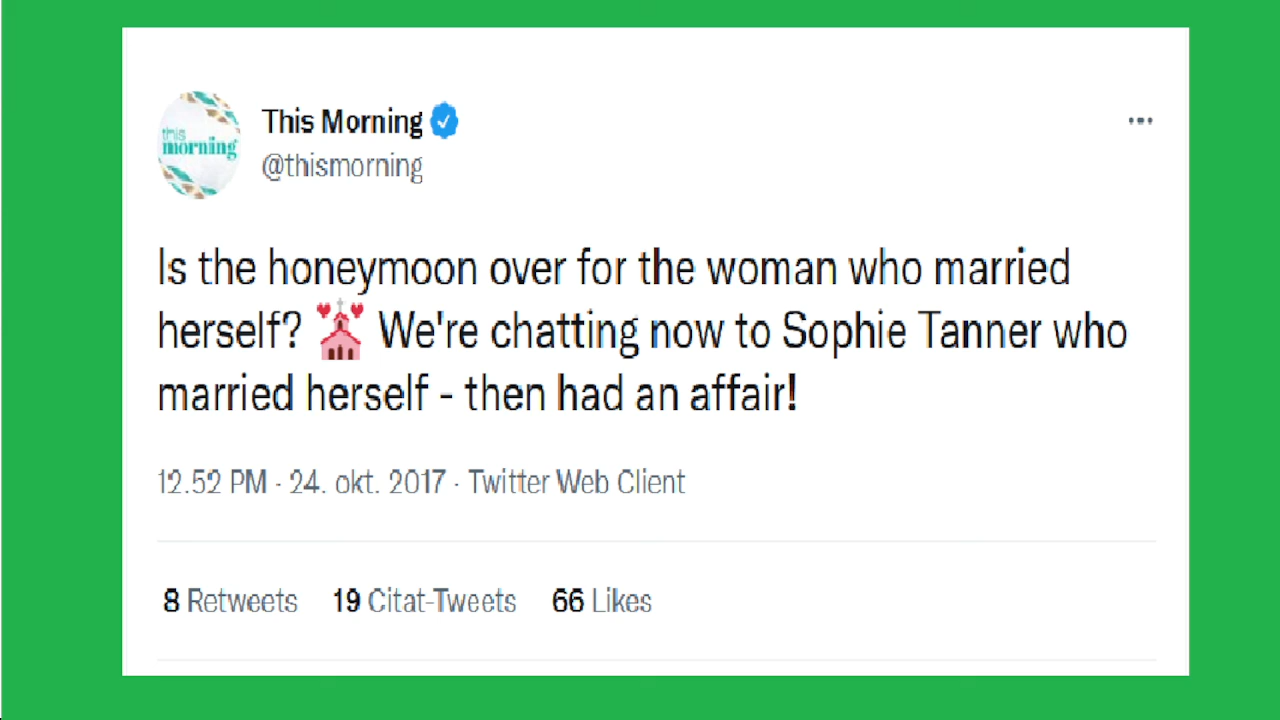 this
morning
This Morning
@thismorning
Is the honeymoon over for the woman who married
herself? 💒 We're chatting now to Sophie Tanner who
married herself - then had an affair!
12.52 PM · 24. okt. 2017 · Twitter Web Client
8 Retweets 19 Citat-Tweets 66 Likes